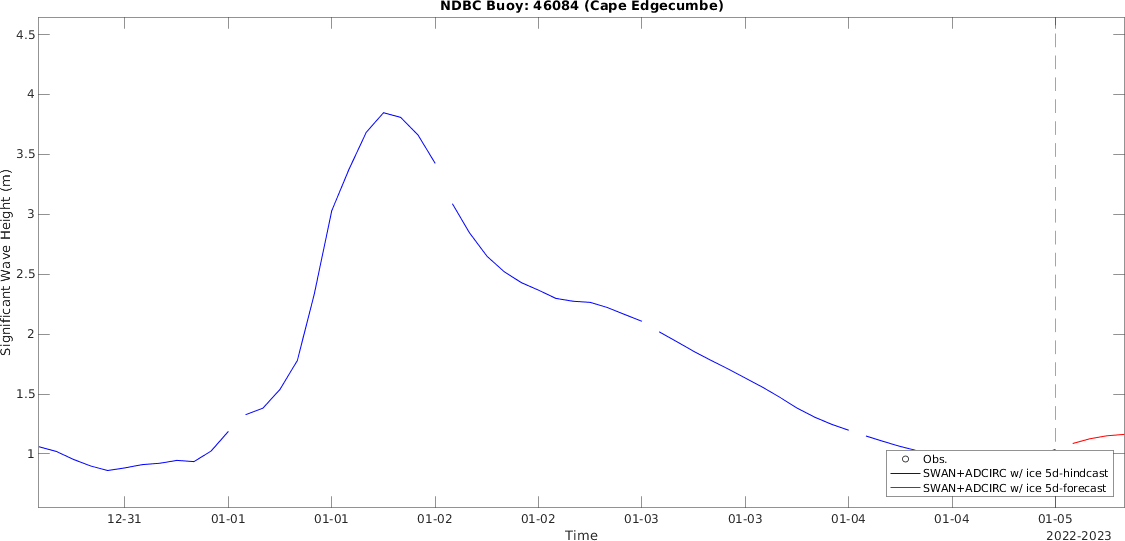 NDBC Buoy: 46084 (Cape Edgecumbe)
4.5
4
3.5
3
2.5
2
1.5
1
Significant Wave Height (m)
Obs.
SWAN+ADCIRC w/ ice 5d-hindcast
SWAN+ADCIRC w/ ice 5d-forecast
12-31 01-01 01-01 01-02 01-02 01-03 01-03 01-04 01-04 01-05
Time
2022-2023